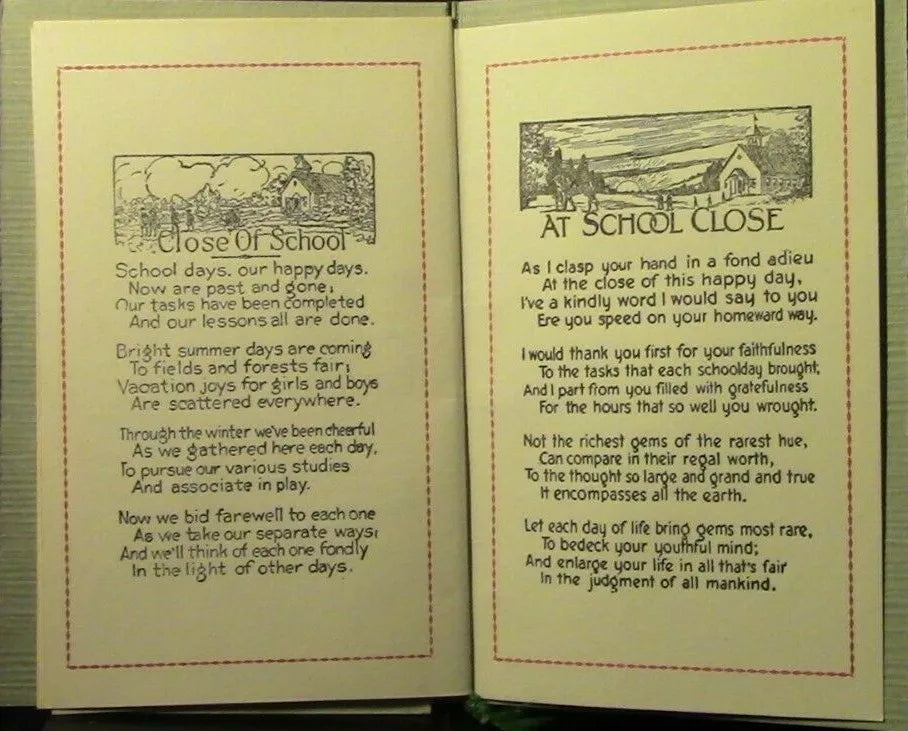 Close Of School
School days, our happy days.
Now are past and gone;
Our tasks have been completed
And our lessons all are done.
Bright summer days are coming
To fields and forests fair;
Vacation joys for girls and boys
Are scattered everywhere.
Through the winter we've been cheerful
As we gathered here each day,
To pursue our various studies
And associate in play.
Now we bid farewell to each one
As we take our separate ways;
And we'll think of each one fondly
In the light of other days.
AT SCHOOL CLOSE
As I clasp your hand in a fond adieu
At the close of this happy day,
I've a kindly word I would say to you
Ere you speed on your homeward way.
I would thank you first for your faithfulness
To the tasks that each schoolday brought;
And I part from you filled with gratefulness
For the hours that so well you wrought.
Not the richest gems of the rarest hue,
Can compare in their regal worth,
To the thought so large and grand and true
It encompasses all the earth.
Let each day of life bring gems most rare,
To bedeck your youthful mind;
And enlarge your life in all that's fair
In the judgment of all mankind.